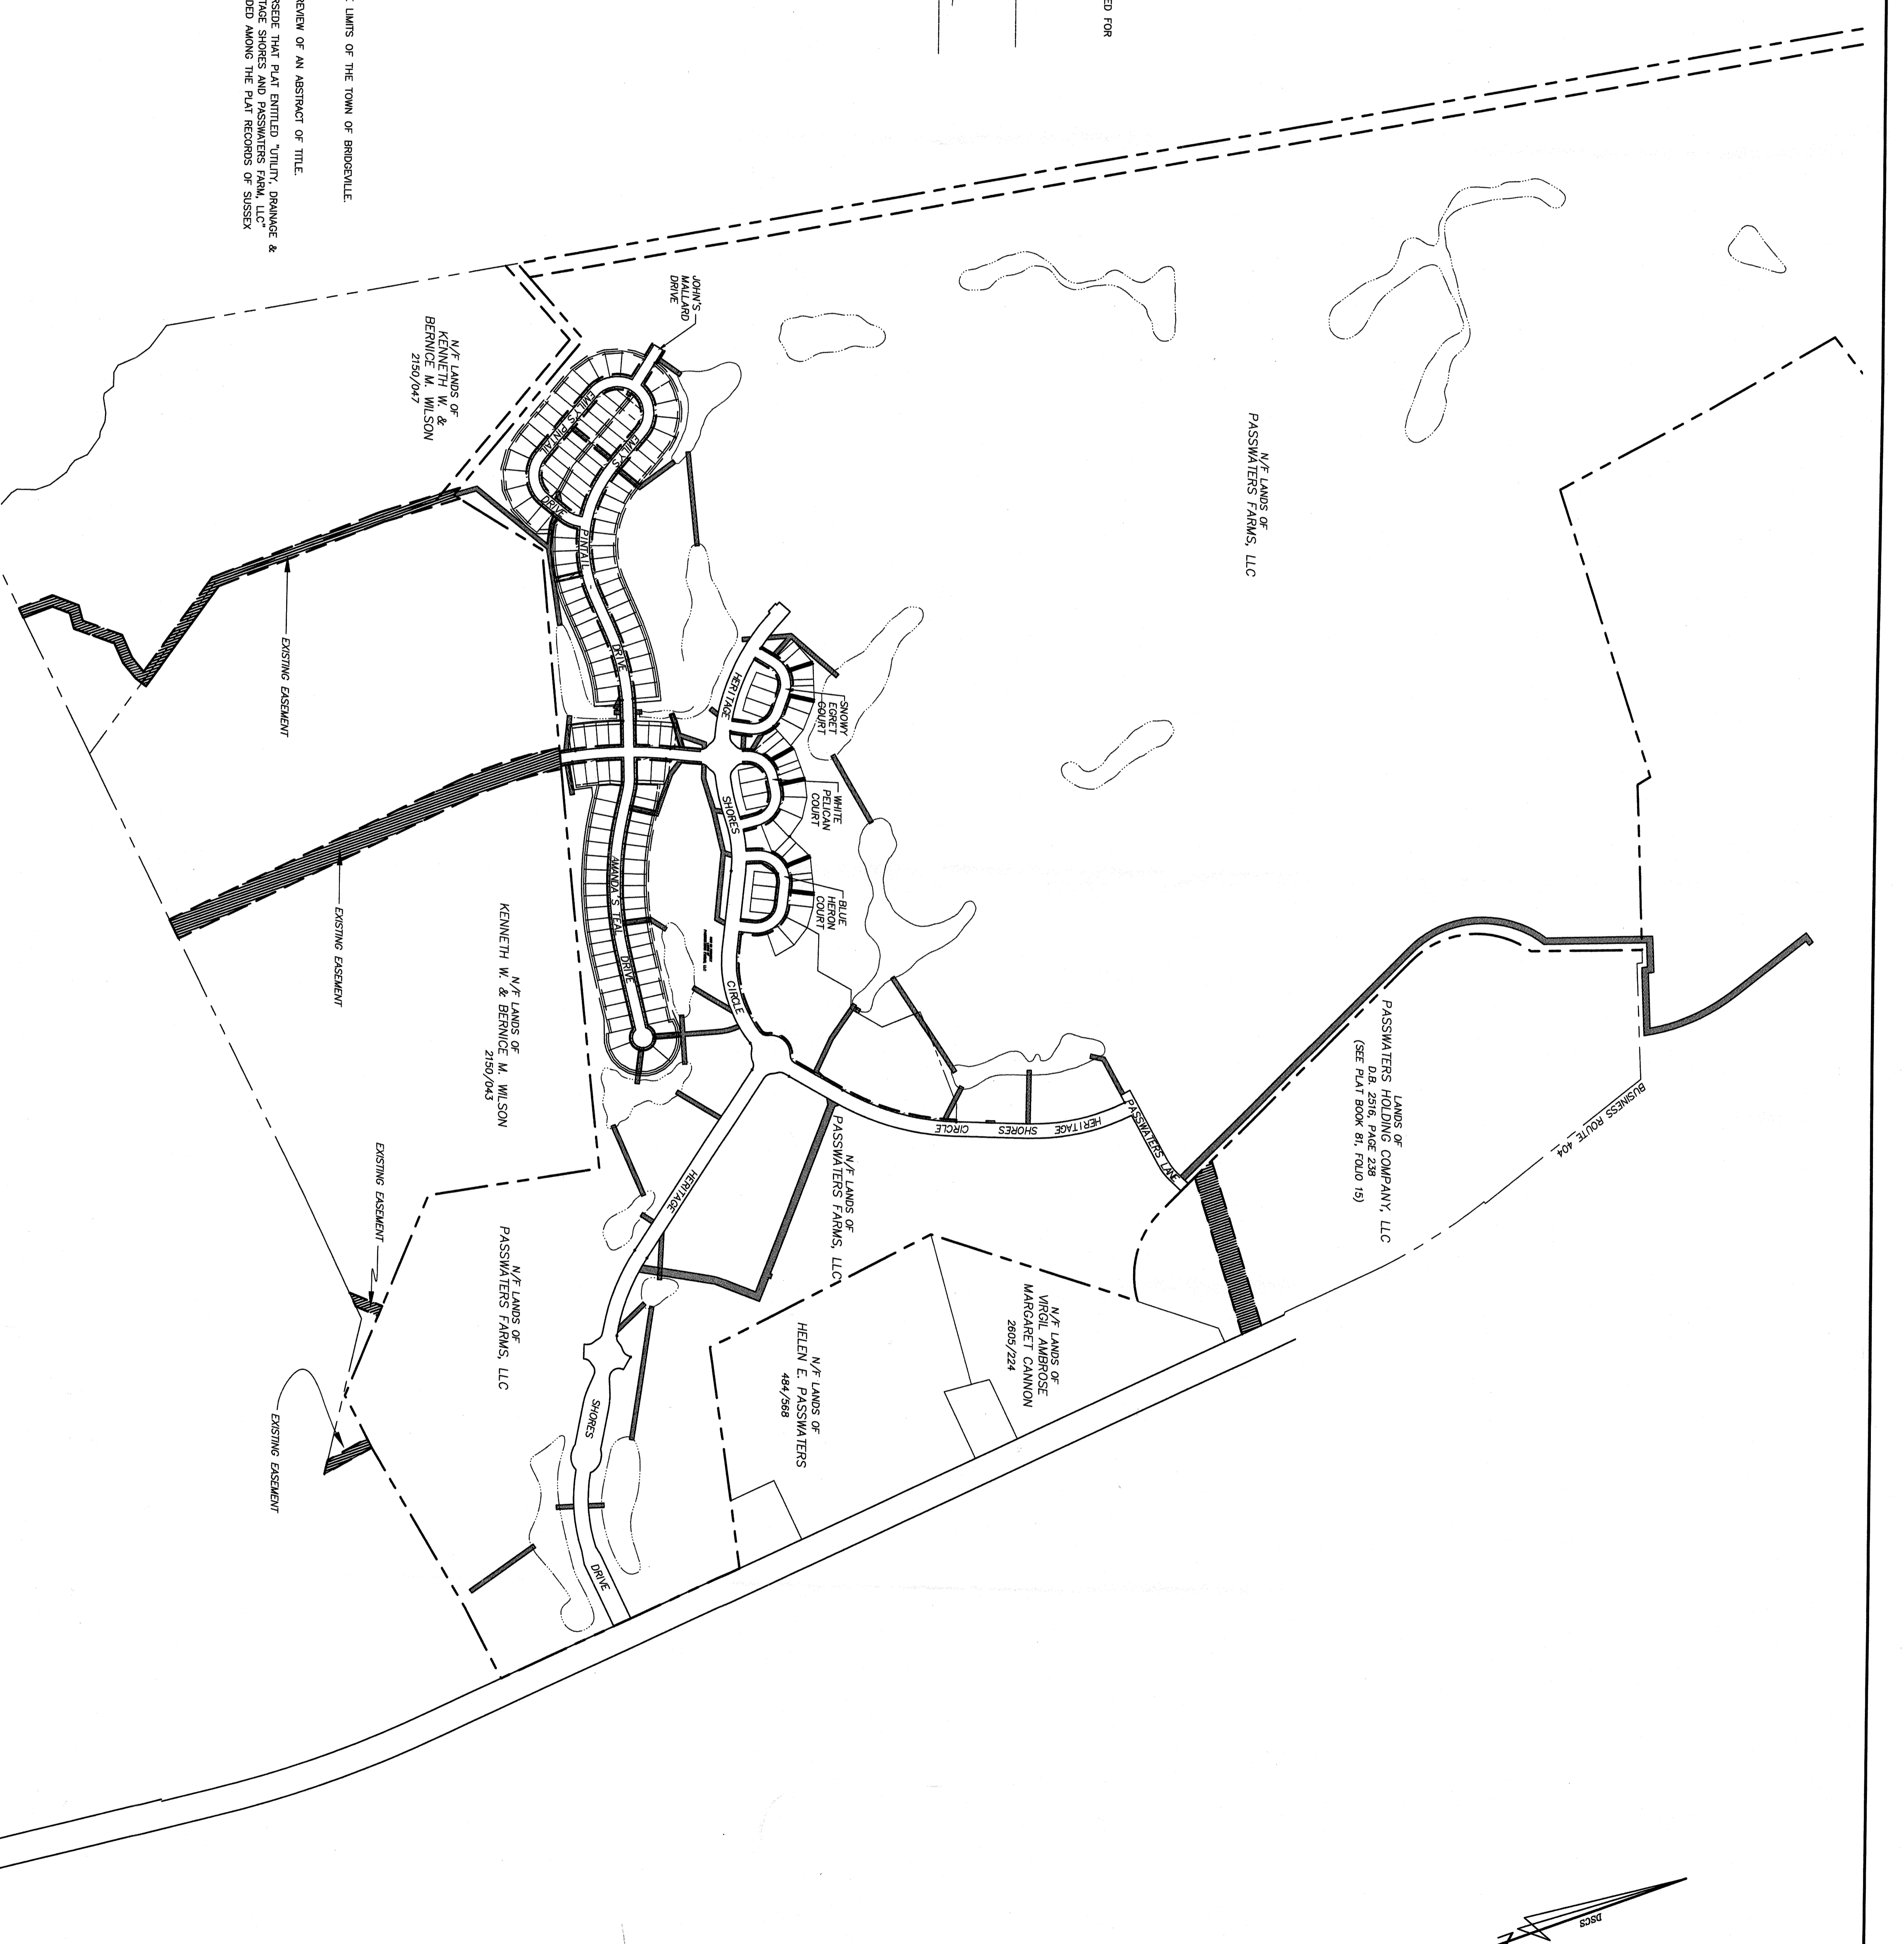 ED FOR
E LIMITS OF THE TOWN OF BRIDGEVILLE.
REVIEW OF AN ABSTRACT OF TITLE.
RSEDE THAT PLAT ENTITLED "UTILITY, DRAINAGE &
TAGE SHORES AND PASSWATERS FARM, LLC"
DED AMONG THE PLAT RECORDS OF SUSSEX
N/F LANDS OF
PASSWATERS FARMS, LLC
JOHN'S
MALLARD
DRIVE
N/F LANDS OF
KENNETH W. &
BERNICE M. WILSON
2150/047
EMILY'S
PINTAIL
DRIVE
EMILY'S
PINTAIL
DRIVE
EXISTING EASEMENT
HERITAGE
SHORES
CIRCLE
SNOWY
EGRET
COURT
WHITE
PELICAN
COURT
BLUE
HERON
COURT
AMANDA'S TEAL
DRIVE
EXISTING EASEMENT
N/F LANDS OF
KENNETH W. & BERNICE M. WILSON
2150/043
LANDS OF
PASSWATERS HOLDING COMPANY, LLC
D.B. 2516, PAGE 238
(SEE PLAT BOOK 81, FOLIO 15)
BUSINESS ROUTE 404
HERITAGE SHORES CIRCLE
PASSWATERS LANE
N/F LANDS OF
PASSWATERS FARMS, LLC
HERITAGE
SHORES
DRIVE
N/F LANDS OF
VIRGIL AMBROSE
MARGARET CANNON
2605/224
N/F LANDS OF
HELEN E. PASSWATERS
484/568
N/F LANDS OF
PASSWATERS FARMS, LLC
EXISTING EASEMENT
EXISTING EASEMENT
DSCS